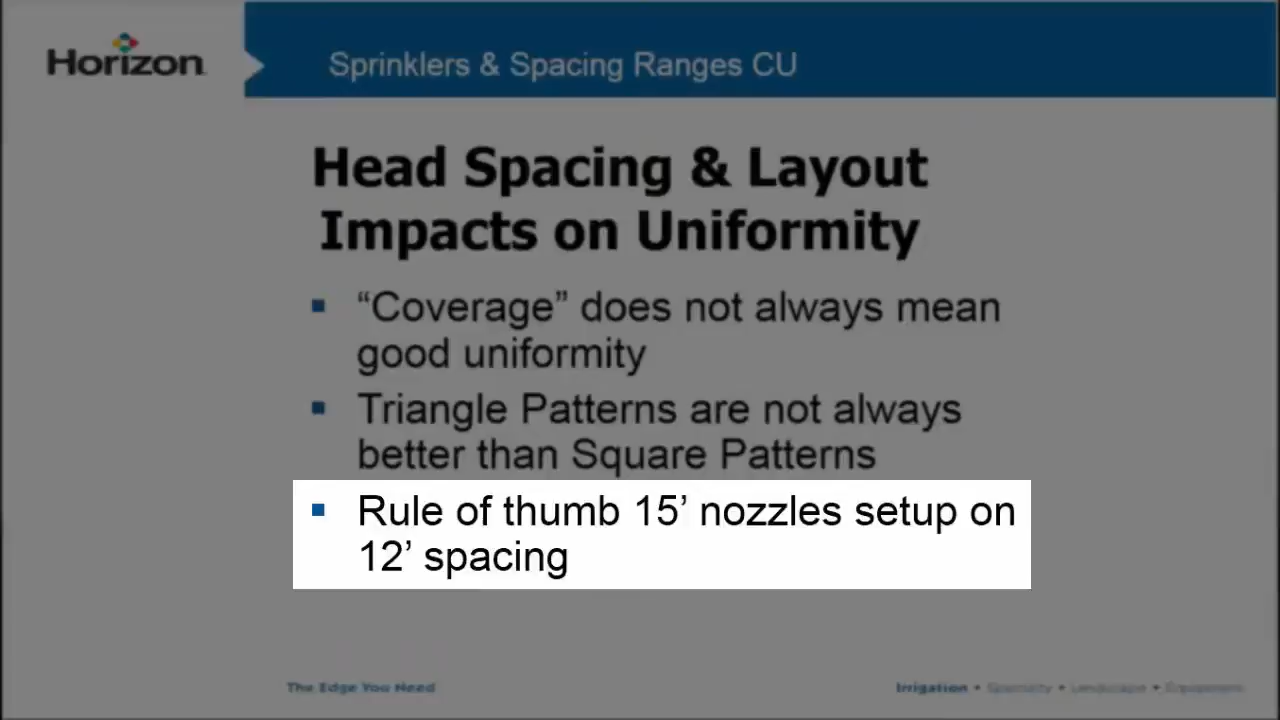 Horizon
Sprinklers & Spacing Ranges CU
Head Spacing & Layout
Impacts on Uniformity
▪ “Coverage” does not always mean
good uniformity
▪ Triangle Patterns are not always
better than Square Patterns
▪ Rule of thumb 15’ nozzles setup on
12’ spacing
The Edge You Need
Irrigation • Specialty • Landscape • Equipment